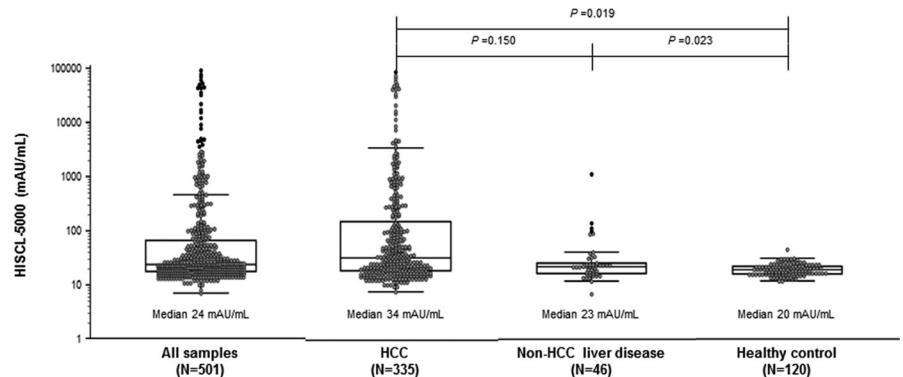 P =0.019
P =0.150
P =0.023
HISCL-5000 (mAU/mL)
100000
10000
1000
100
10
1
Median 24 mAU/mL
Median 34 mAU/mL
Median 23 mAU/mL
Median 20 mAU/mL
All samples
(N=501)
HCC
(N=335)
Non-HCC liver disease
(N=46)
Healthy control
(N=120)